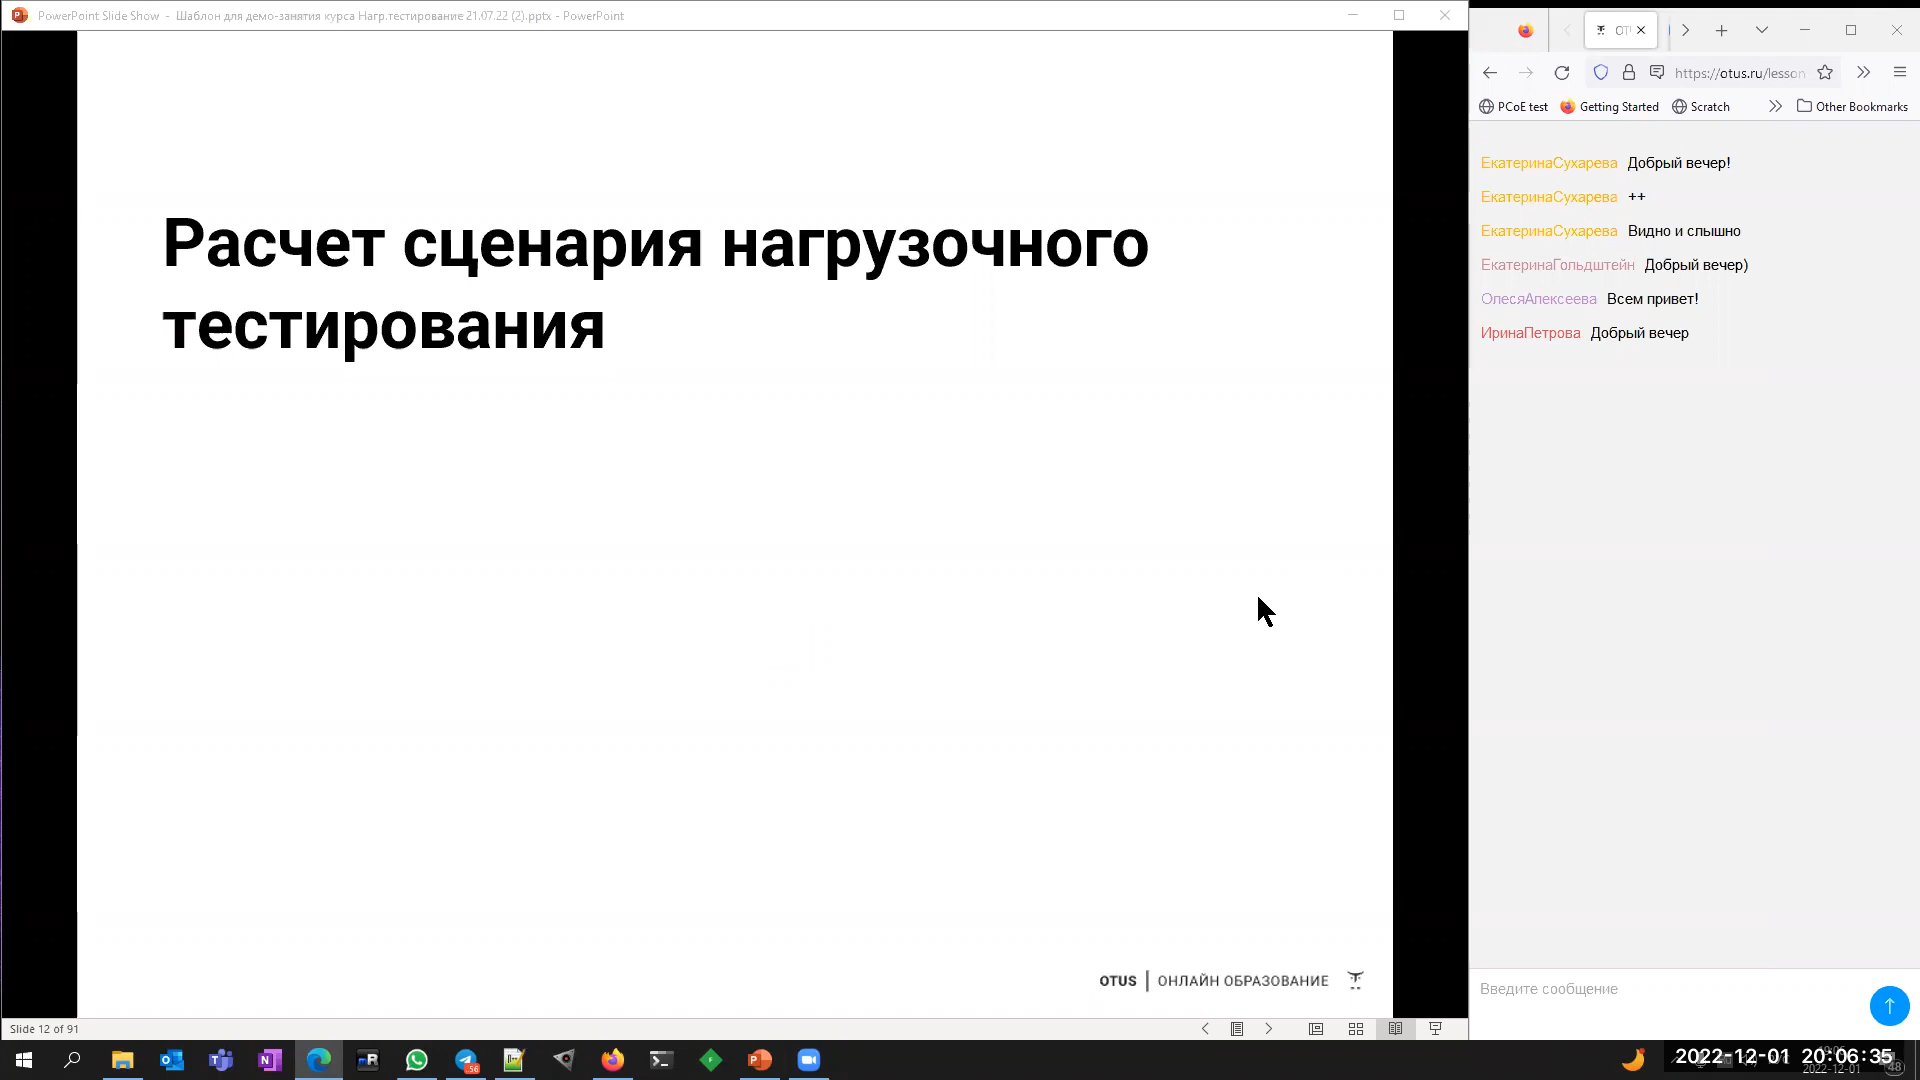 PowerPoint Slide Show - Шаблон для демо-занятия курса Нагр.тестирование 21.07.22 (2).pptx - PowerPoint
https://otus.ru/lesson
PCoE test Getting Started Scratch Other Bookmarks
Расчет сценария нагрузочного
тестирования
ЕкатеринаСухарева Добрый вечер!
ЕкатеринаСухарева ++
ЕкатеринаСухарева Видно и слышно
ЕкатеринаГольдштейн Добрый вечер)
ОлесяАлексеева Всем привет!
ИринаПетрова Добрый вечер
OTUS | ОНЛАЙН ОБРАЗОВАНИЕ
Введите сообщение
Slide 12 of 91
2022-12-01 20:06:35
2022-12-01